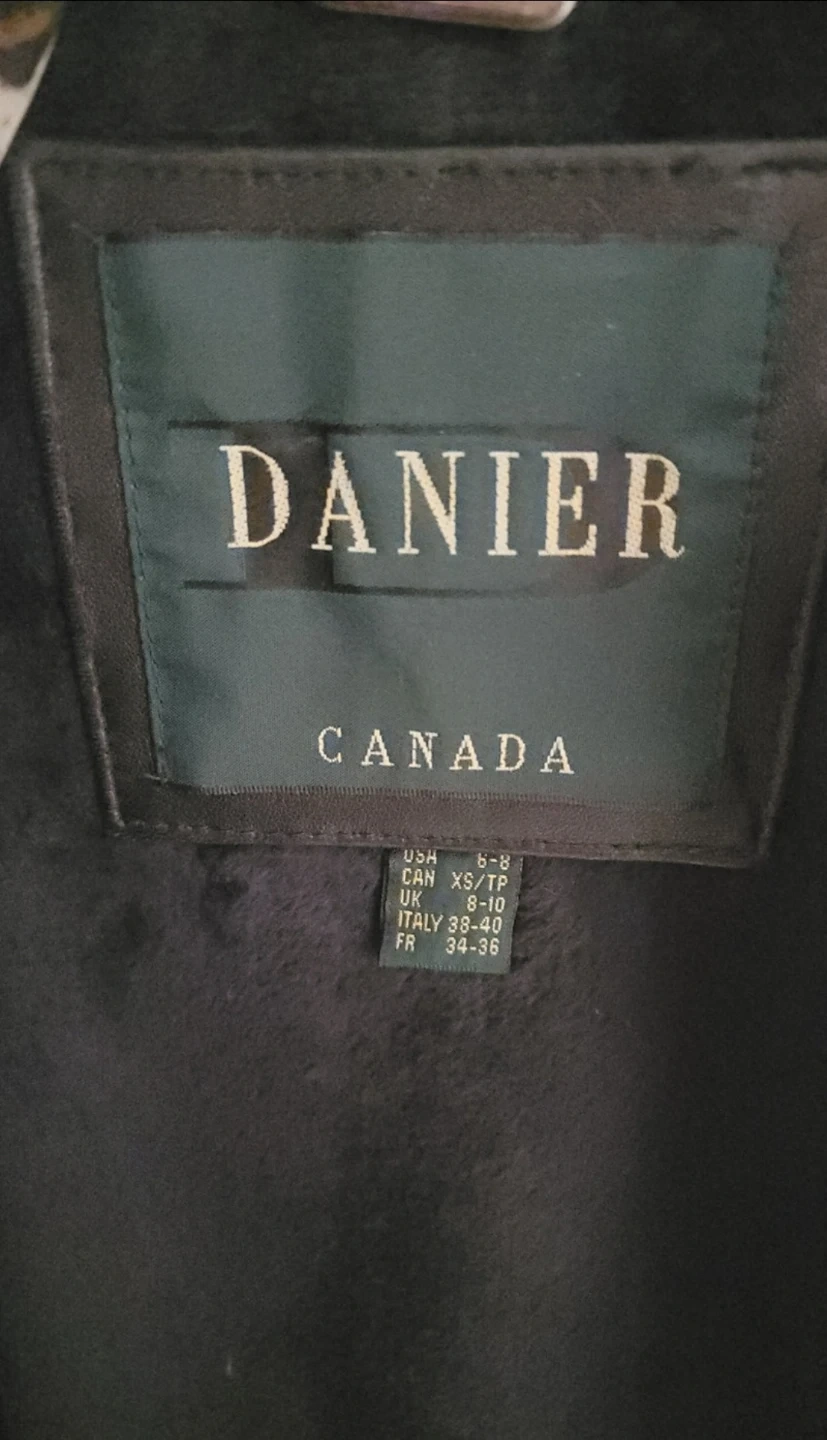 DANIER
CANADA
USA 6-8
CAN XS/TP
UK 8-10
ITALY 38-40
FR 34-36